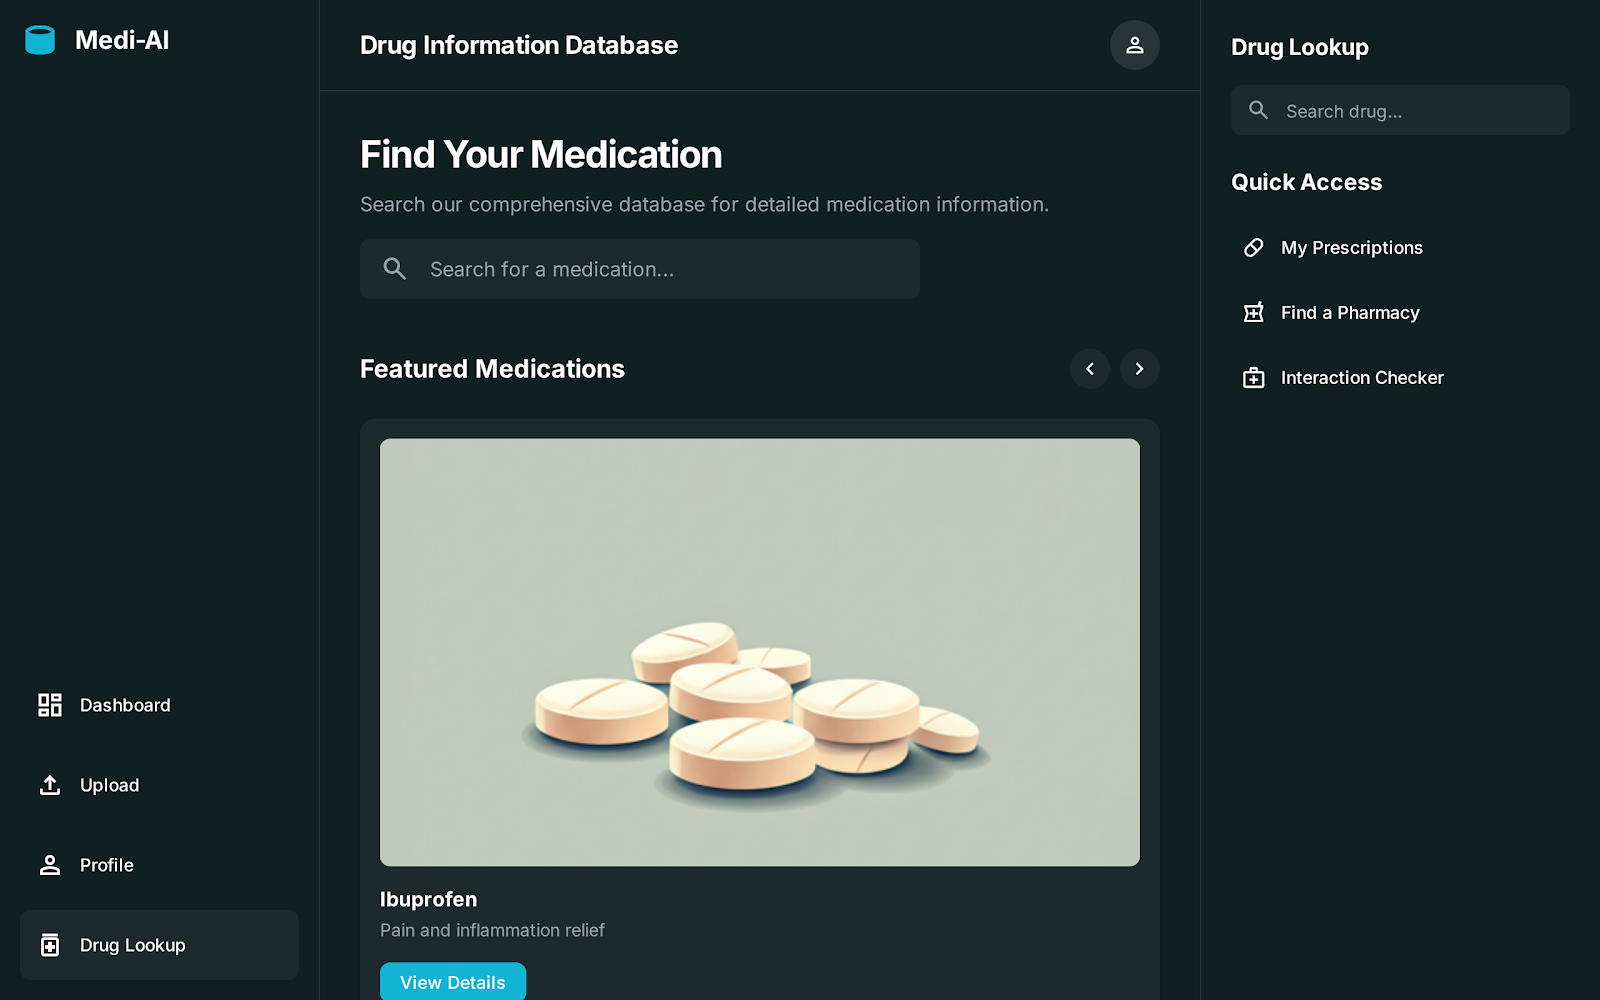 Medi-AI
Dashboard
Upload
Profile
Drug Lookup
Drug Information Database
Find Your Medication
Search our comprehensive database for detailed medication information.
Search for a medication...
Featured Medications
Ibuprofen
Pain and inflammation relief
View Details
Drug Lookup
Search drug...
Quick Access
My Prescriptions
Find a Pharmacy
Interaction Checker